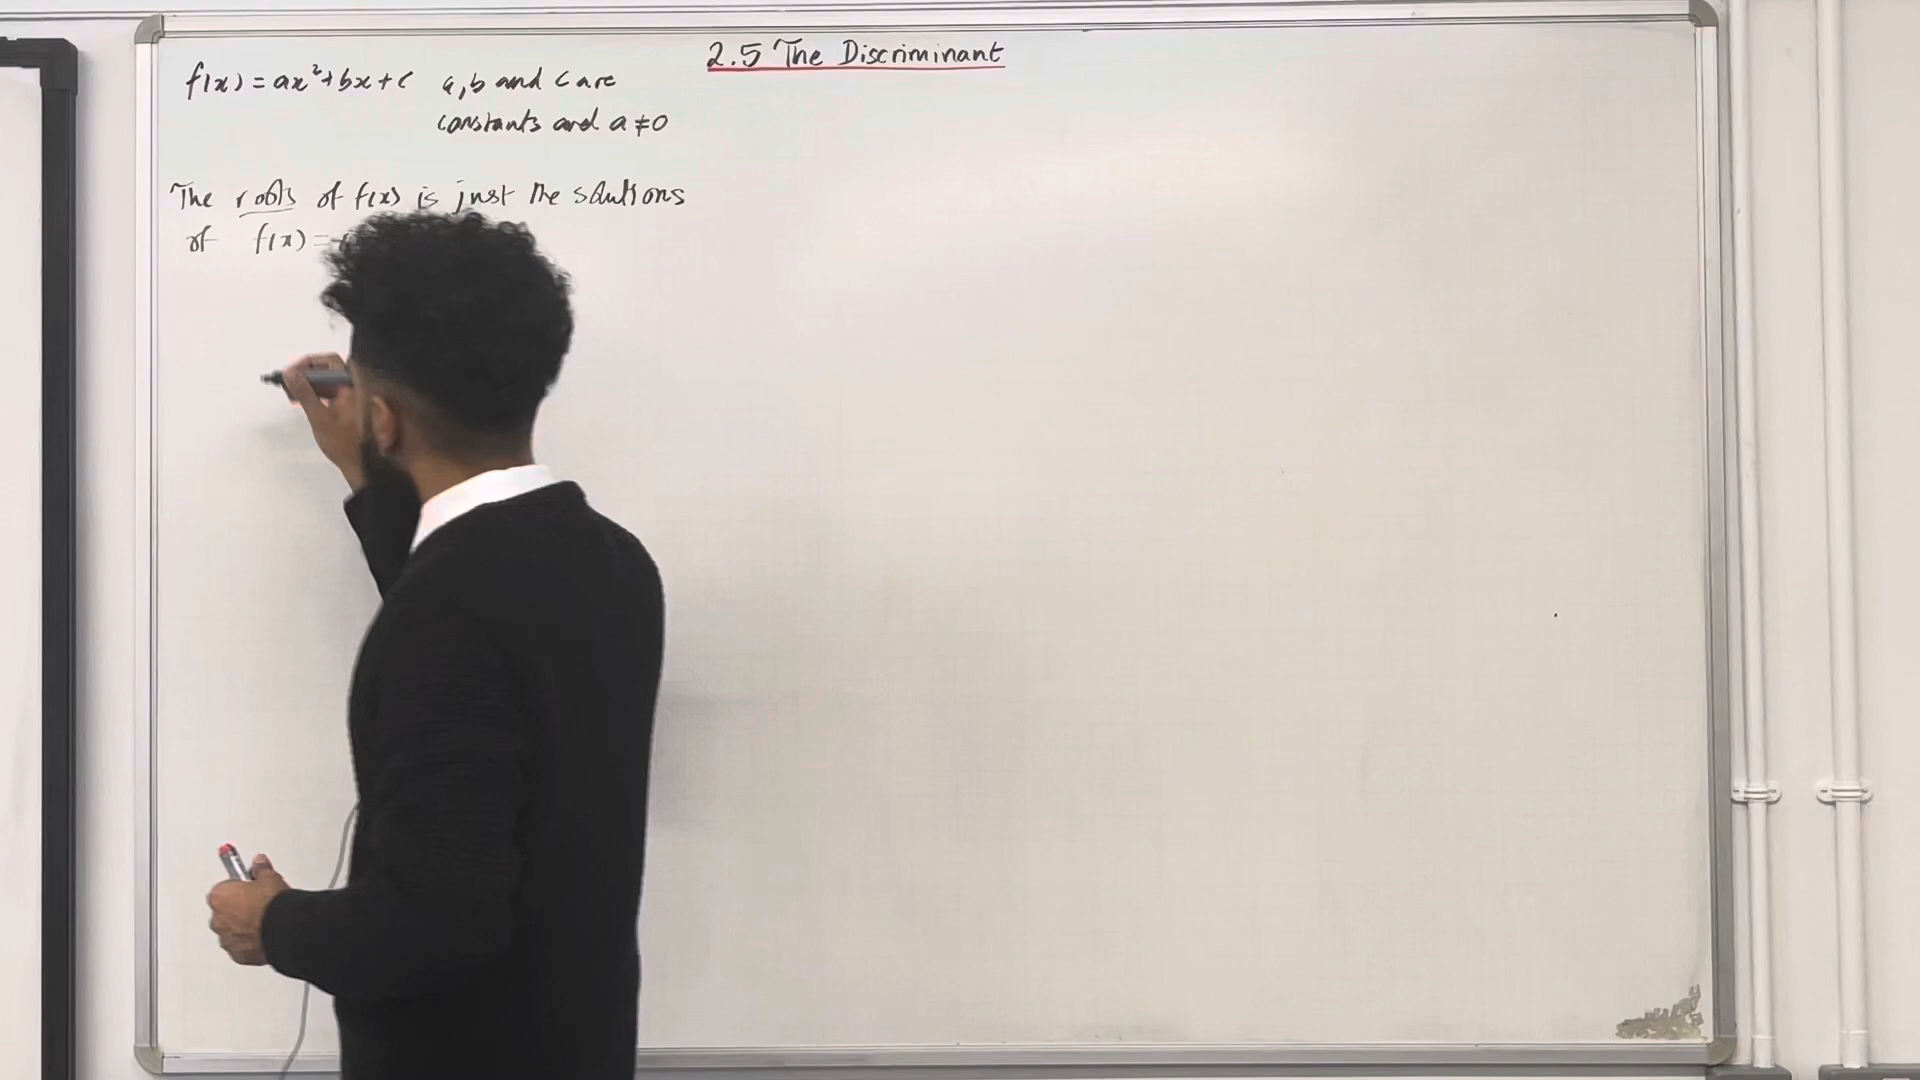 2.5 The Discriminant
f(x) = ax² + bx + c a, b and c are
constants and a ≠ 0
The roots of f(x) is just the solutions
of f(x) =